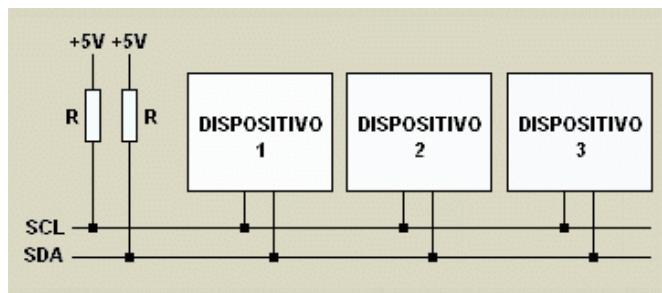 +5V +5V
R R
DISPOSITIVO
1
DISPOSITIVO
2
DISPOSITIVO
3
SCL
SDA